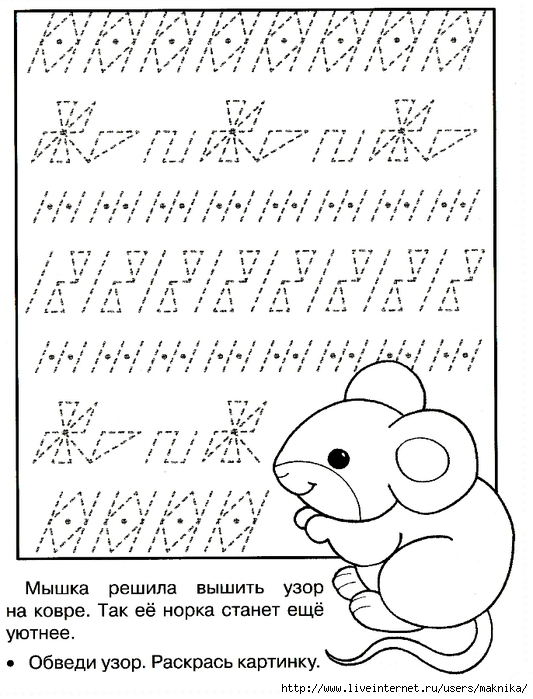 Мышка решила вышить узор
на ковре. Так её норка станет ещё
уютнее.
• Обведи узор. Раскрась картинку.
http://www.liveinternet.ru/users/maknika/